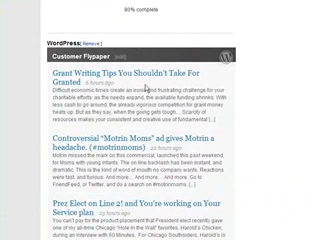 80% complete
WordPress[ Remove ]
Customer Flypaper [edit]
Grant Writing Tips You Shouldn't Take For
Granted 6 hours ago
Difficult economic times create an ironic and frustrating challenge for your
charitable efforts: as the needs expand, the available funding shrinks. With
less cash to go around, the already vigorous competition for grant money
heats up. But as they say, when the going gets tough... Scarcity of
resources makes your consistent and creative use of fundamental [...]
Controversial "Motrin Moms" ad gives Motrin a
headache. (#motrinmoms) 22 hours ago
Motrin missed the mark on this commercial, launched this past weekend,
for Moms with young infants. The on line backlash has been instant, and
dramatic. This is the kind of word of mouth no company wants. Reactions
were fast, and furious. And more... And more... And more. Go to
FriendFeed, or Twitter, and do a search on #motrinmoms. [...]
Prez Elect on Line 2! and You're Working on Your
Service plan 23 hours ago
You can't pay for the product placement that President elect recently gave
one of my all-time Chicago "Hole in the Wall" favorites, Harold's Chicken,
during an interview with 60 Minutes. For Chicago Southsiders, Harold's is